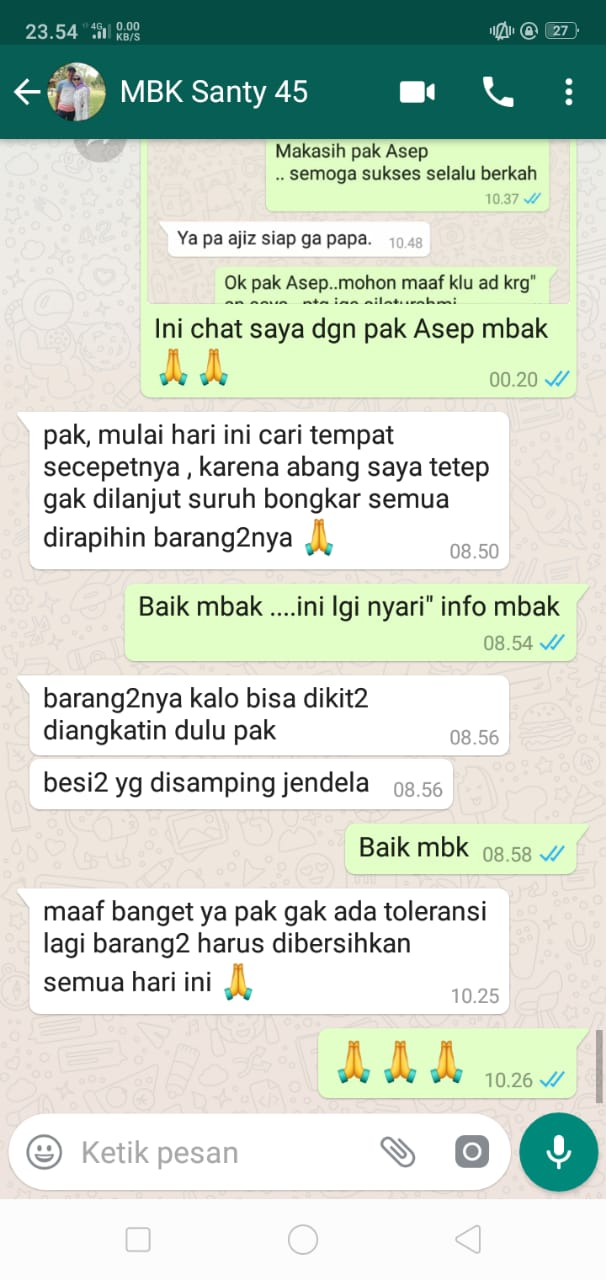 23.54 4G 0.00 KB/S 27
MBK Santy 45
Makasih pak Asep
.. semoga sukses selalu berkah
10.37
Ya pa ajiz siap ga papa. 10.48
Ok pak Asep..mohon maaf klu ad krg"
Ini chat saya dgn pak Asep mbak
🙏 🙏
00.20
pak, mulai hari ini cari tempat
secepetnya , karena abang saya tetep
gak dilanjut suruh bongkar semua
dirapihin barang2nya 🙏
08.50
Baik mbak ....ini lgi nyari" info mbak
08.54
barang2nya kalo bisa dikit2
diangkatin dulu pak
08.56
besi2 yg disamping jendela 08.56
Baik mbk 08.58
maaf banget ya pak gak ada toleransi
lagi barang2 harus dibersihkan
semua hari ini 🙏
10.25
🙏 🙏 🙏 10.26
Ketik pesan